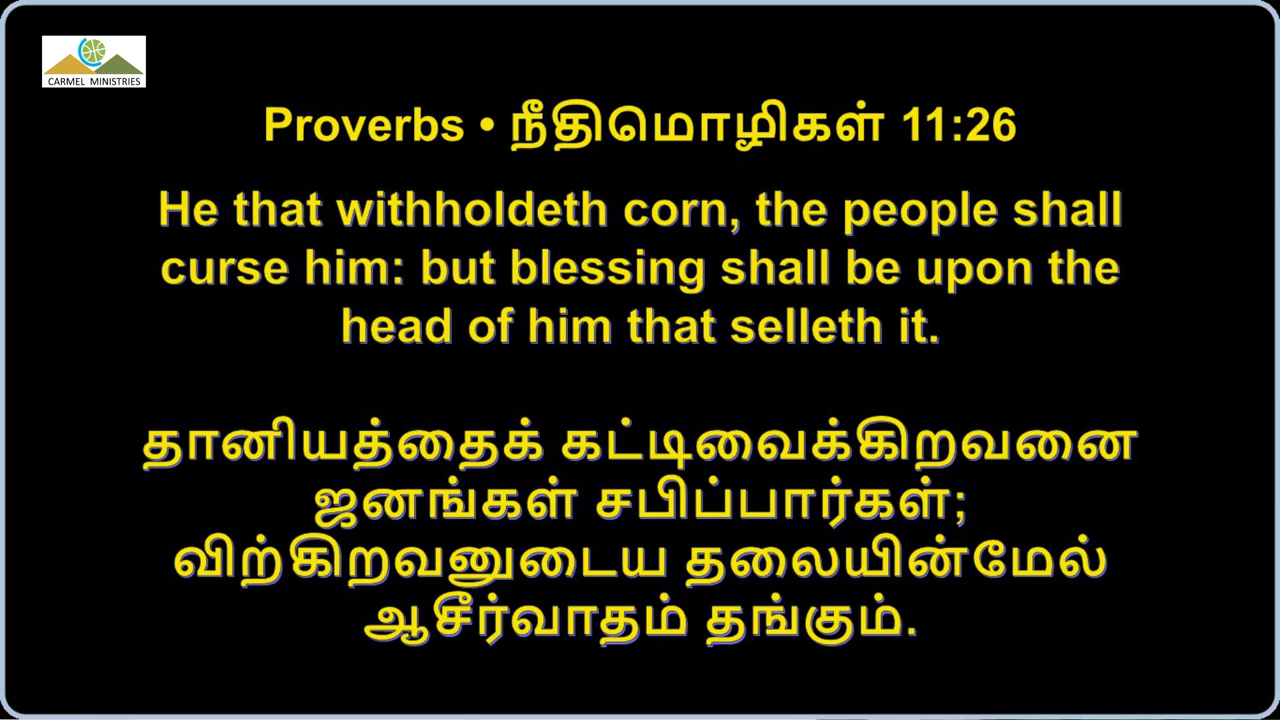 CARMEL MINISTRIES
Proverbs • நீதிமொழிகள் 11:26
He that withholdeth corn, the people shall
curse him: but blessing shall be upon the
head of him that selleth it.
தானியத்தைக் கட்டிவைக்கிறவனை
ஜனங்கள் சபிப்பார்கள்;
விற்கிறவனுடைய தலையின்மேல்
ஆசீர்வாதம் தங்கும்.